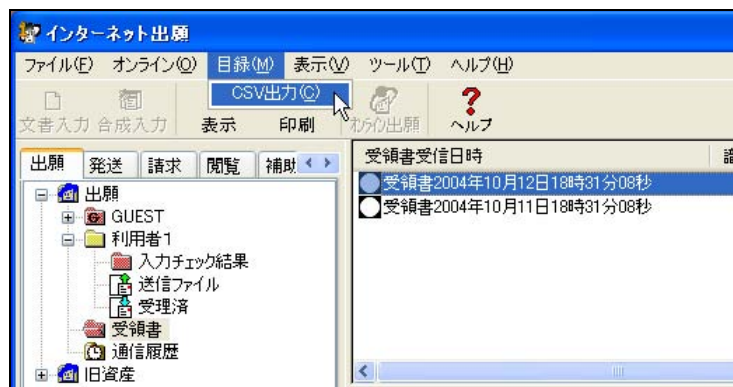 インターネット出願
ファイル(F) オンライン(O) 目録(M) 表示(V) ツール(T) ヘルプ(H)
CSV出力(C)
文書入力 合成入力 表示 印刷 オンライン出願 ヘルプ
出願 発送 請求 閲覧 補助
受領書受信日時
出願
受領書2004年10月12日18時31分08秒
GUEST
受領書2004年10月11日18時31分08秒
利用者1
入力チェック結果
送信ファイル
受理済
受領書
通信履歴
旧資産